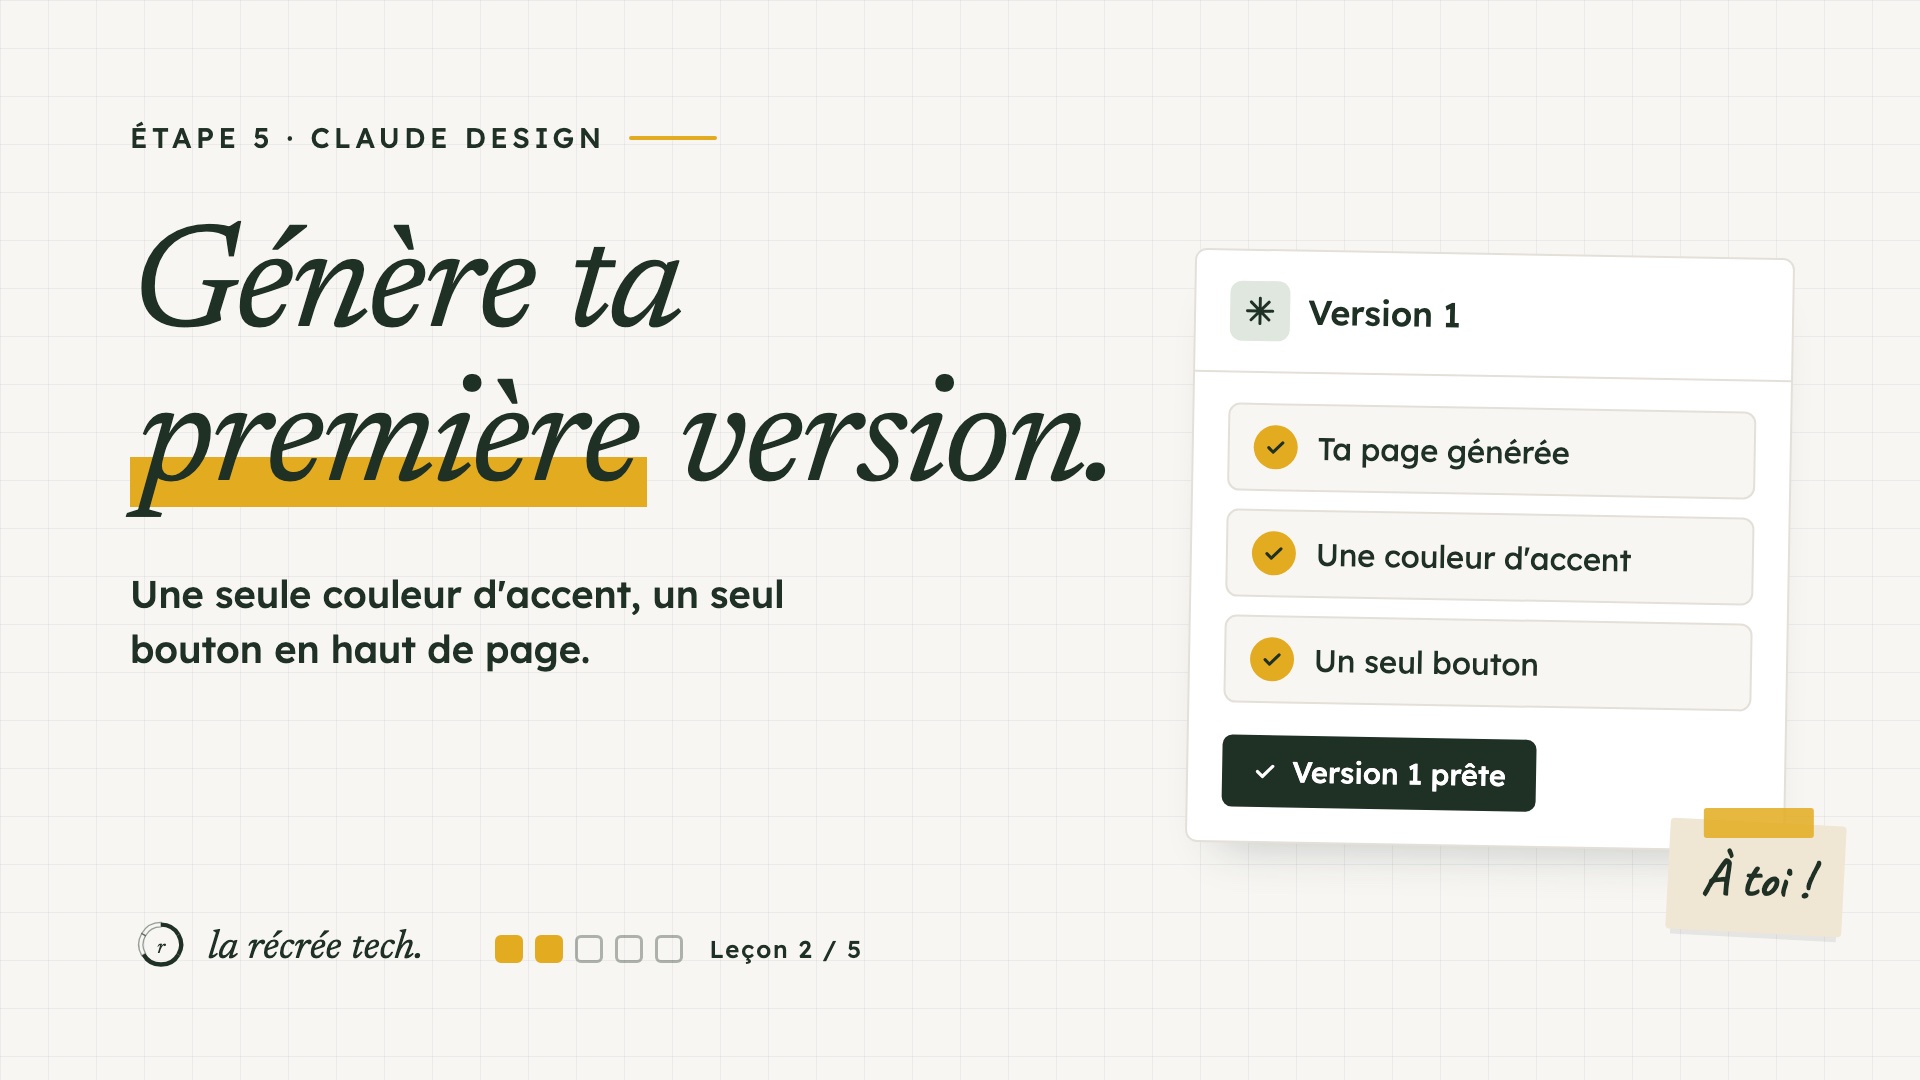 ÉTAPE 5 · CLAUDE DESIGN
Génère ta
première version.
Une seule couleur d'accent, un seul
bouton en haut de page.
Version 1
Ta page générée
Une couleur d'accent
Un seul bouton
Version 1 prête
À toi !
r
la récrée tech.
Leçon 2 / 5